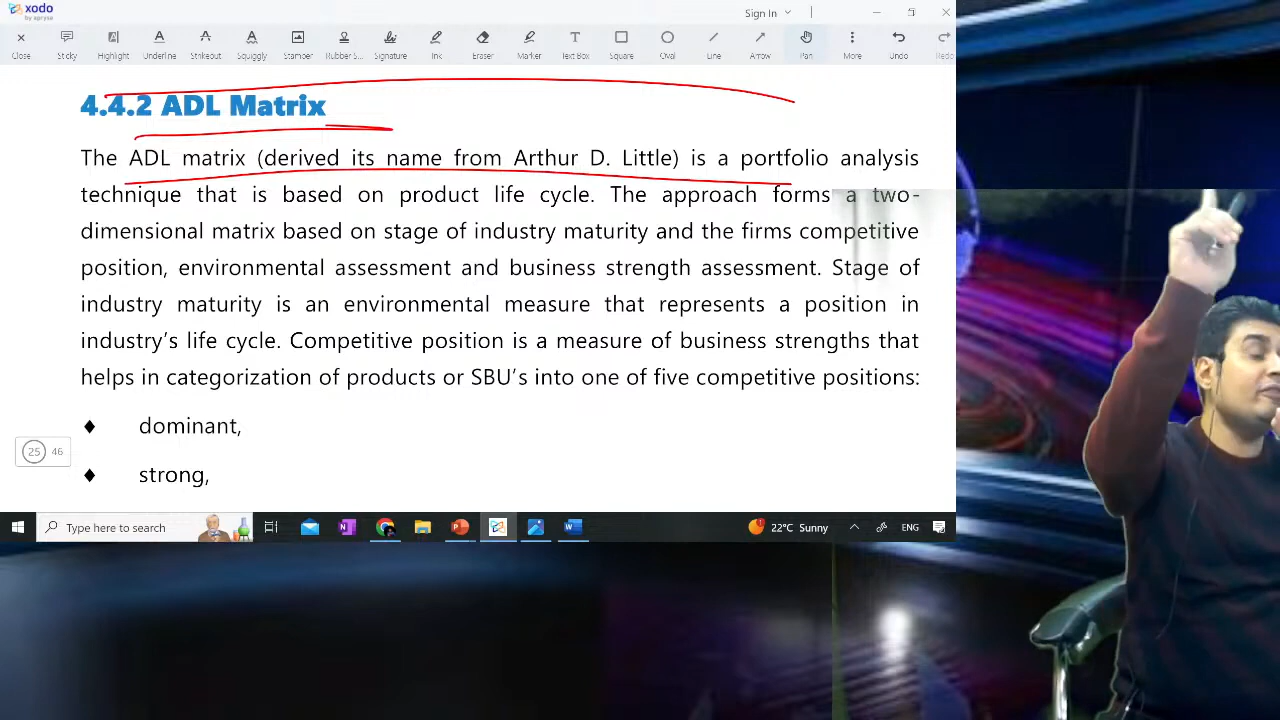 xodo
by apryse
Sign In
Close
Sticky
Highlight
Underline
Strikeout
Squiggly
Stamper
Rubber S...
Signature
Ink
Eraser
Marker
Text Box
Square
Oval
Line
Arrow
Pan
More
Undo
Redo
4.4.2 ADL Matrix
The ADL matrix (derived its name from Arthur D. Little) is a portfolio analysis
technique that is based on product life cycle. The approach forms a two-
dimensional matrix based on stage of industry maturity and the firms competitive
position, environmental assessment and business strength assessment. Stage of
industry maturity is an environmental measure that represents a position in
industry’s life cycle. Competitive position is a measure of business strengths that
helps in categorization of products or SBU’s into one of five competitive positions:
♦ dominant,
♦ strong,
25 46
Type here to search
22°C Sunny
ENG